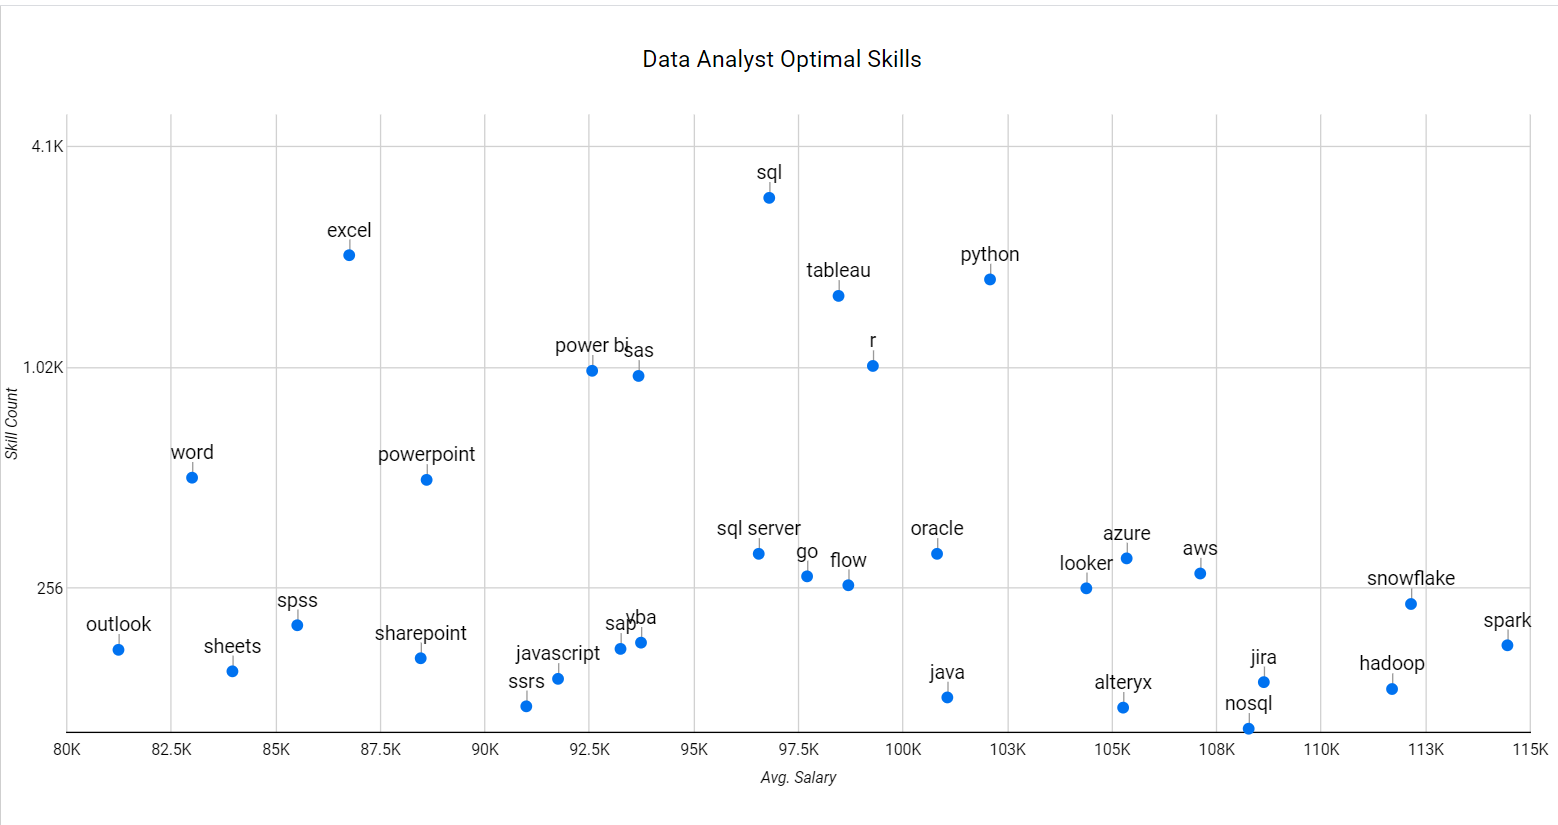 Data Analyst Optimal Skills
4.1K
sql
excel
python
tableau
r
power bi
sas
1.02K
word
powerpoint
Skill Count
sql server
oracle
azure
go
aws
flow
looker
snowflake
256
spss
vba
spark
outlook
sap
sharepoint
sheets
javascript
jira
hadoop
java
ssrs
alteryx
nosql
80K 82.5K 85K 87.5K 90K 92.5K 95K 97.5K 100K 103K 105K 108K 110K 113K 115K
Avg. Salary